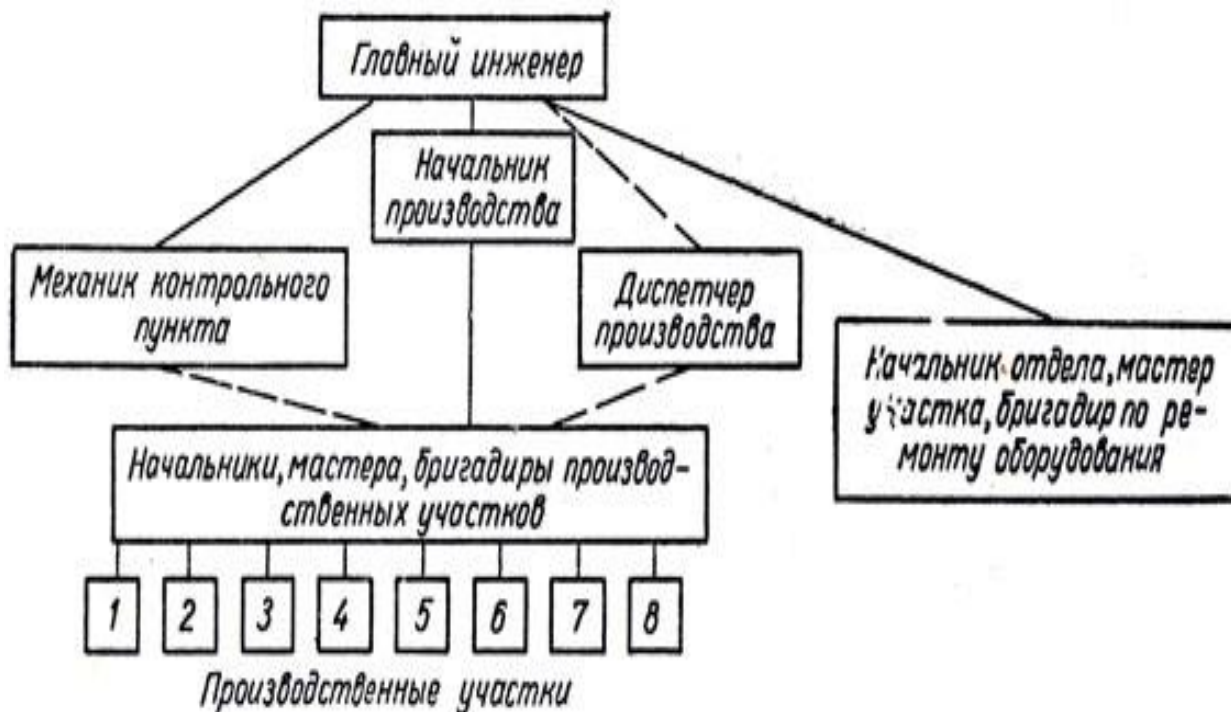 Главный инженер
Начальник
производства
Механик контрольного
пункта
Диспетчер
производства
Начальник отдела, мастер
участка, бригадир по ре-
монту оборудования
Начальники, мастера, бригадиры производ-
ственных участков
1 2 3 4 5 6 7 8
Производственные участки